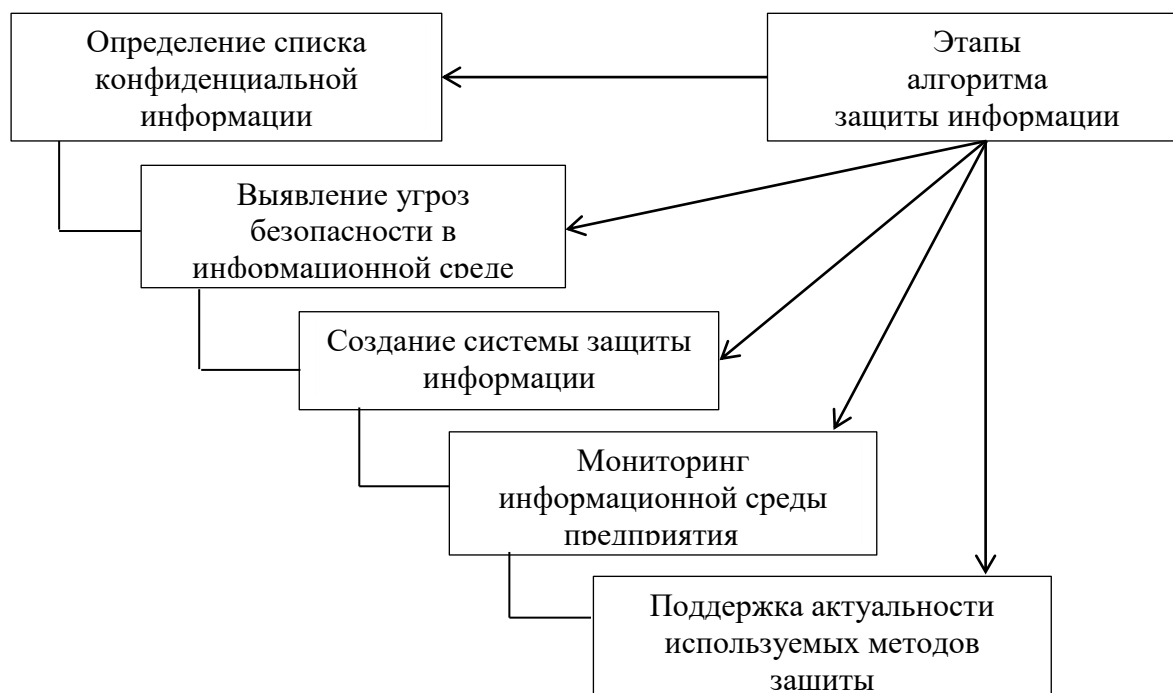 Определение списка
конфиденциальной
информации
Этапы
алгоритма
защиты информации
Выявление угроз
безопасности в
информационной среде
Создание системы защиты
информации
Мониторинг
информационной среды
предприятия
Поддержка актуальности
используемых методов
защиты